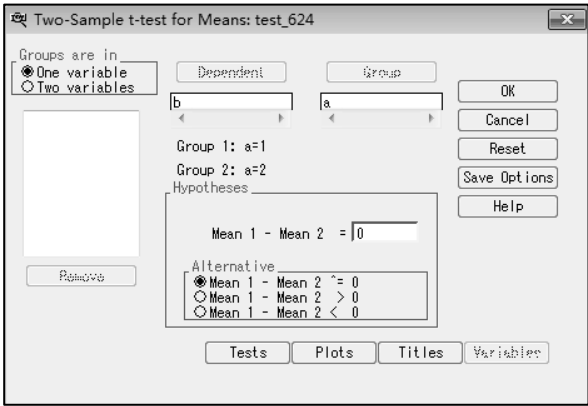 Two-Sample t-test for Means: test_624
Groups are in
One variable
Two variables
Remove
Dependent
b
Group
a
Group 1: a=1
Group 2: a=2
Hypotheses
Mean 1 - Mean 2 = 0
Alternative
Mean 1 - Mean 2 ^= 0
Mean 1 - Mean 2 > 0
Mean 1 - Mean 2 < 0
OK
Cancel
Reset
Save Options
Help
Tests
Plots
Titles
Variables